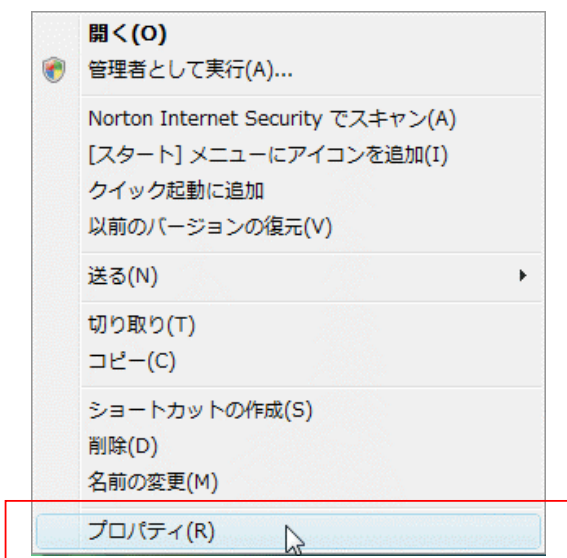 開く(O)
管理者として実行(A)...
Norton Internet Security でスキャン(A)
[スタート] メニューにアイコンを追加(I)
クイック起動に追加
以前のバージョンの復元(V)
送る(N)
切り取り(T)
コピー(C)
ショートカットの作成(S)
削除(D)
名前の変更(M)
プロパティ(R)